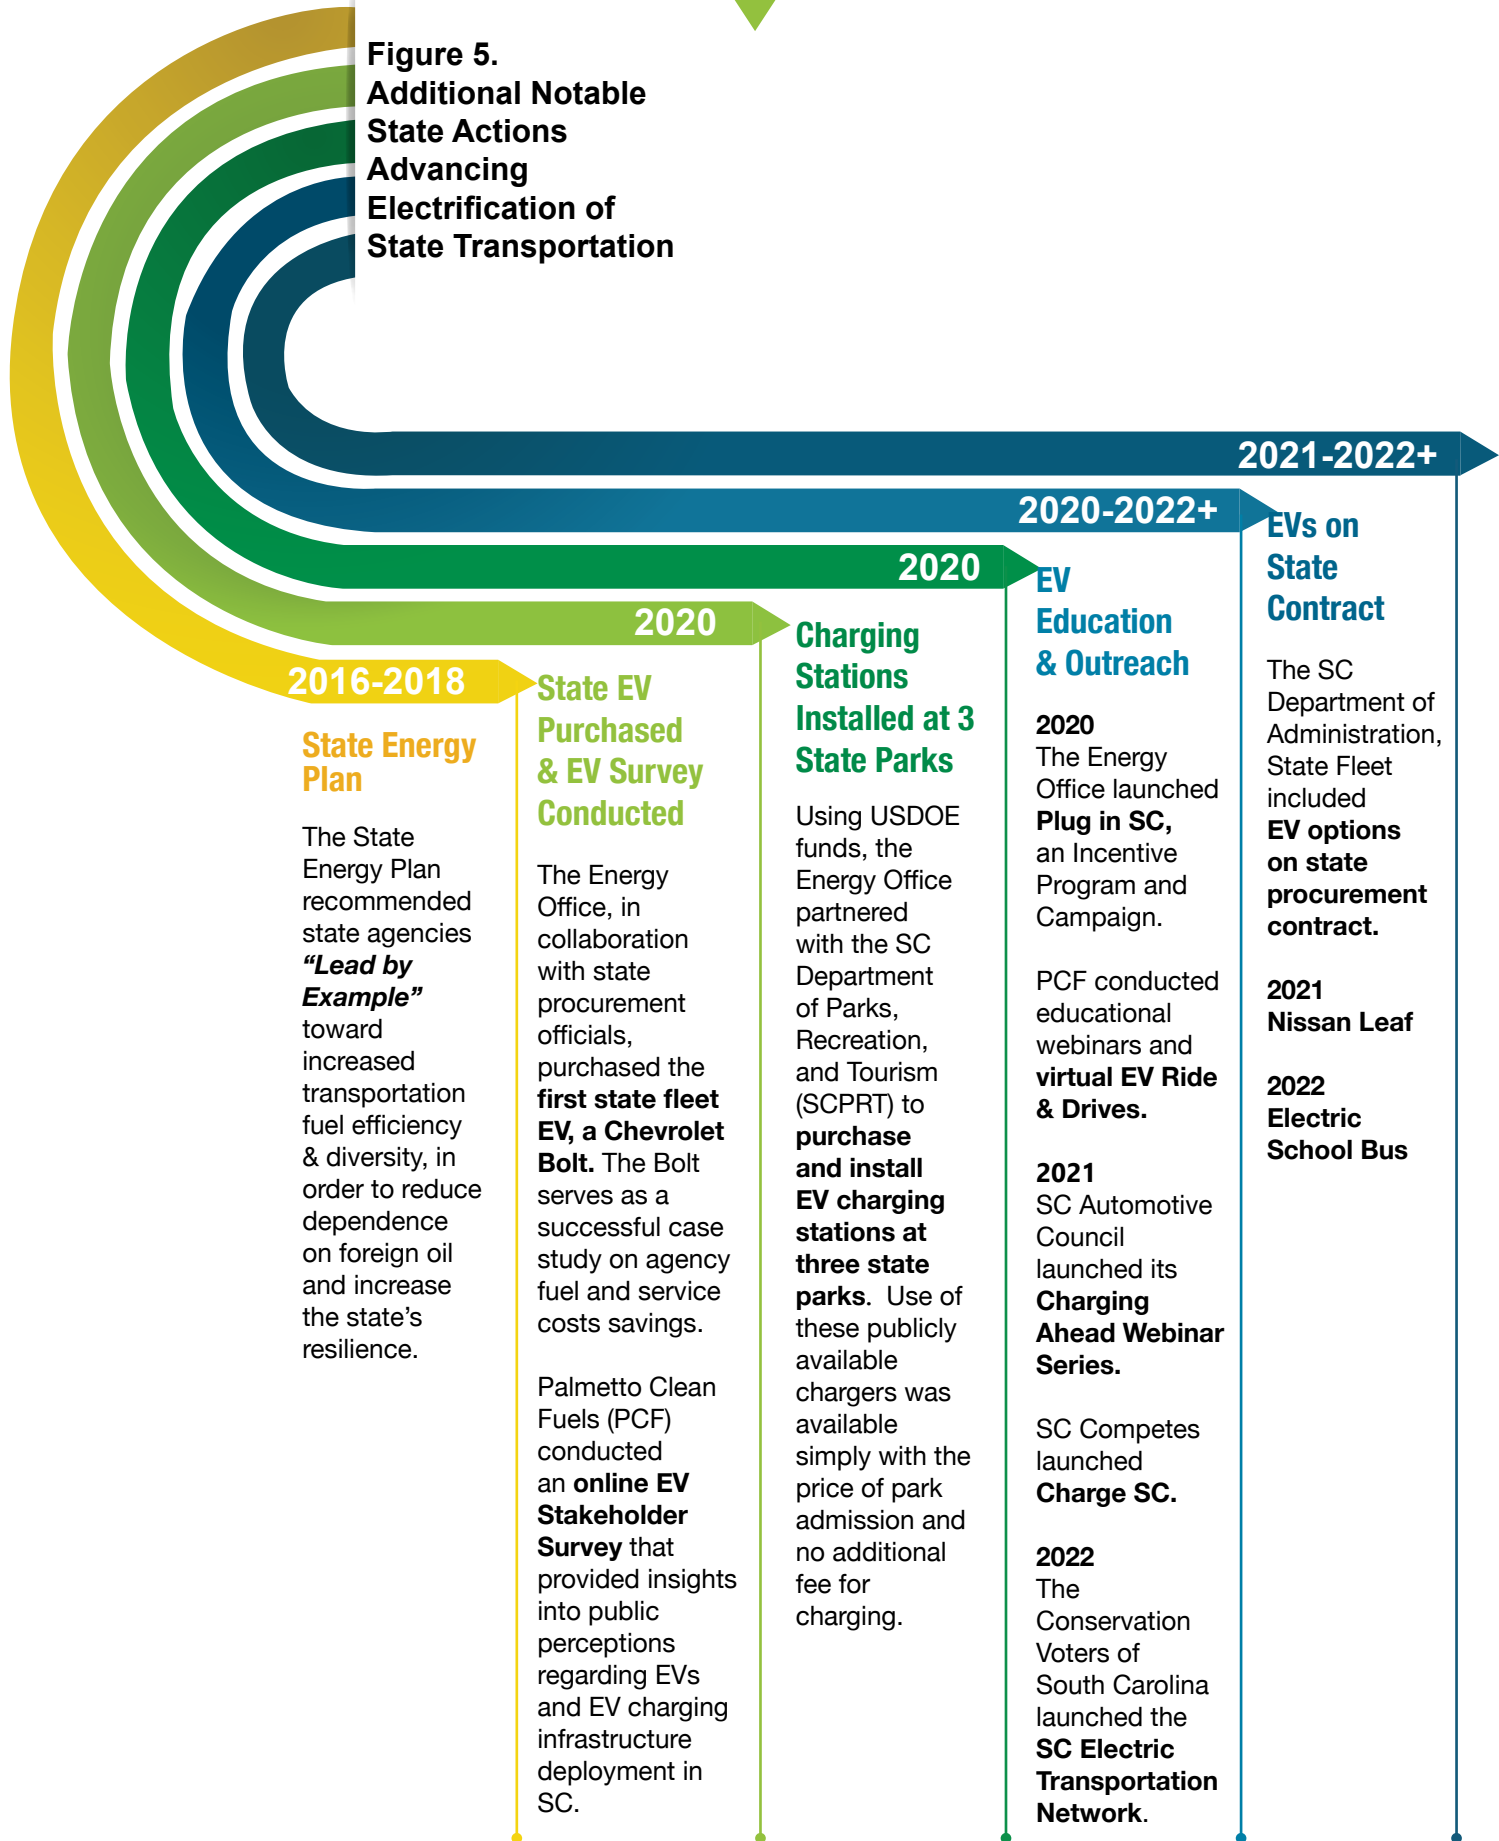 Figure 5.
Additional Notable
State Actions
Advancing
Electrification of
State Transportation
2016-2018
State Energy
Plan
The State
Energy Plan
recommended
state agencies
“Lead by
Example”
toward
increased
transportation
fuel efficiency
& diversity, in
order to reduce
dependence
on foreign oil
and increase
the state’s
resilience.
2020
State EV
Purchased
& EV Survey
Conducted
The Energy
Office, in
collaboration
with state
procurement
officials,
purchased the
first state fleet
EV, a Chevrolet
Bolt. The Bolt
serves as a
successful case
study on agency
fuel and service
costs savings.
Palmetto Clean
Fuels (PCF)
conducted
an online EV
Stakeholder
Survey that
provided insights
into public
perceptions
regarding EVs
and EV charging
infrastructure
deployment in
SC.
2020
Charging
Stations
Installed at 3
State Parks
Using USDOE
funds, the
Energy Office
partnered
with the SC
Department
of Parks,
Recreation,
and Tourism
(SCPRT) to
purchase
and install
EV charging
stations at
three state
parks.  Use of
these publicly
available
chargers was
available
simply with the
price of park
admission and
no additional
fee for
charging.
2020-2022+
EV
Education
& Outreach
2020
The Energy
Office launched
Plug in SC,
an Incentive
Program and
Campaign.
PCF conducted
educational
webinars and
virtual EV Ride
& Drives.
2021
SC Automotive
Council
launched its
Charging
Ahead Webinar
Series.
SC Competes
launched
Charge SC.
2022
The
Conservation
Voters of
South Carolina
launched the
SC Electric
Transportation
Network.
2021-2022+
EVs on
State
Contract
The SC
Department of
Administration,
State Fleet
included
EV options
on state
procurement
contract.
2021
Nissan Leaf
2022
Electric
School Bus